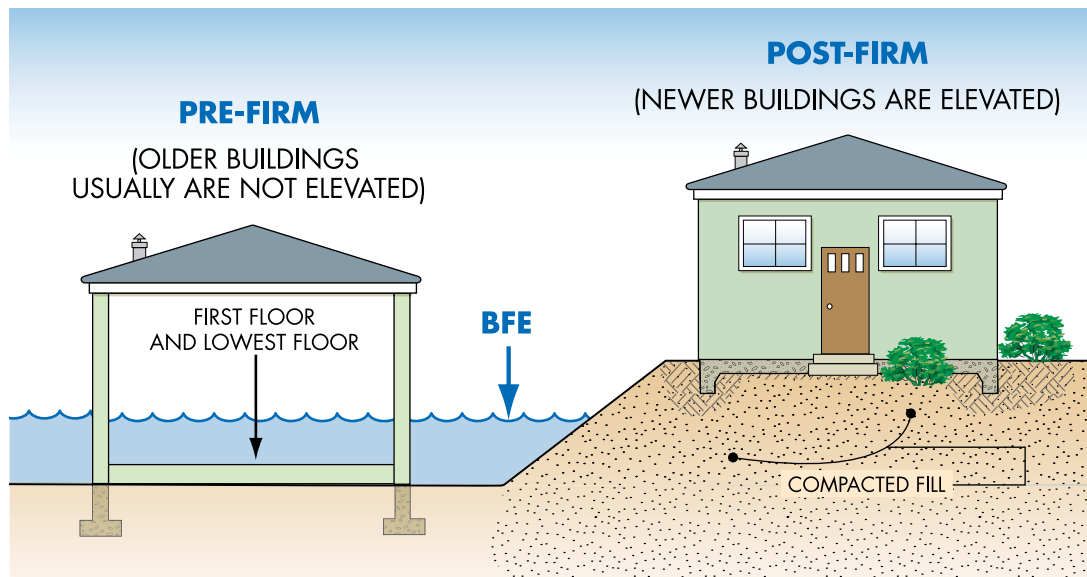 PRE-FIRM
(OLDER BUILDINGS
USUALLY ARE NOT ELEVATED)
FIRST FLOOR
AND LOWEST FLOOR
BFE
POST-FIRM
(NEWER BUILDINGS ARE ELEVATED)
COMPACTED FILL